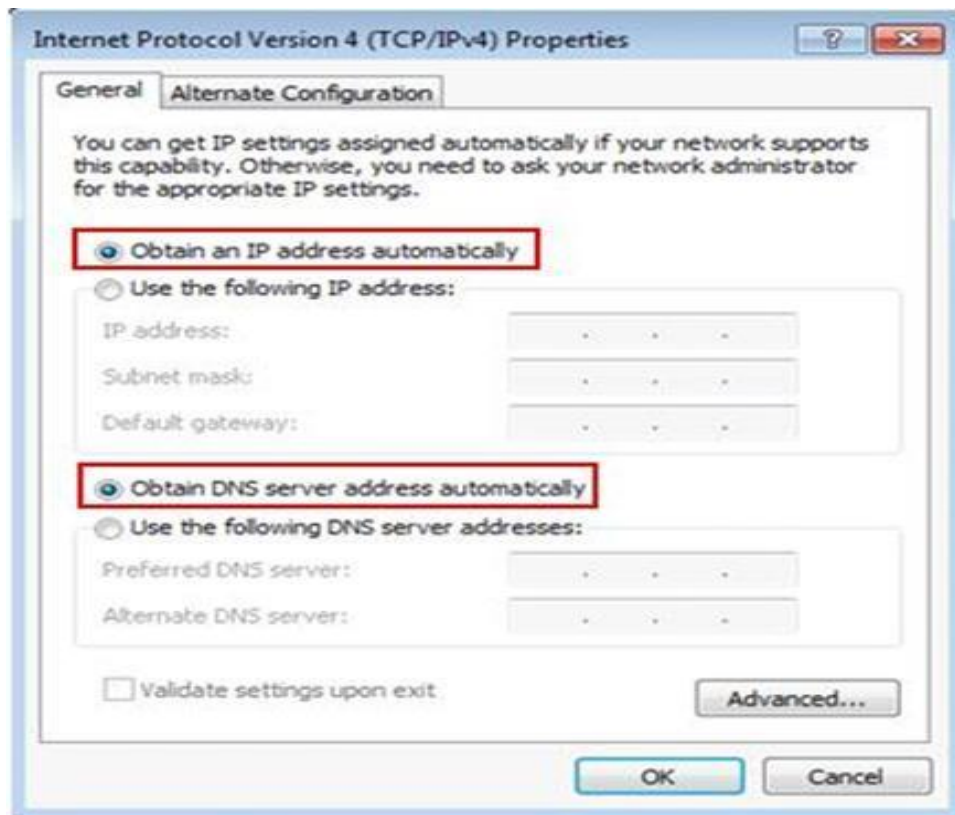 Internet Protocol Version 4 (TCP/IPv4) Properties
General
Alternate Configuration
You can get IP settings assigned automatically if your network supports
this capability. Otherwise, you need to ask your network administrator
for the appropriate IP settings.
Obtain an IP address automatically
Use the following IP address:
IP address:
Subnet mask:
Default gateway:
Obtain DNS server address automatically
Use the following DNS server addresses:
Preferred DNS server:
Alternate DNS server:
Validate settings upon exit
Advanced...
OK
Cancel